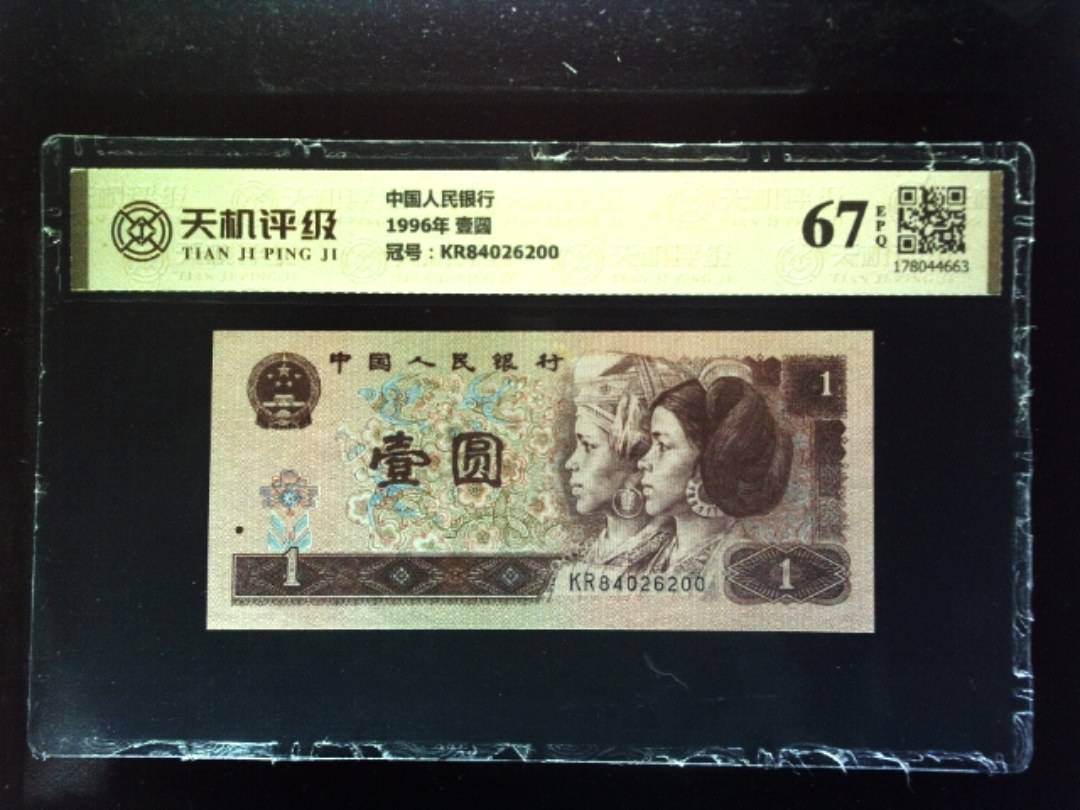 天机评级
TIAN JI PING JI
中国人民银行
1996年 壹圆
冠号：KR84026200
67
EPQ
178044663
中国人民银行
1
壹圆
1
KR84026200
1